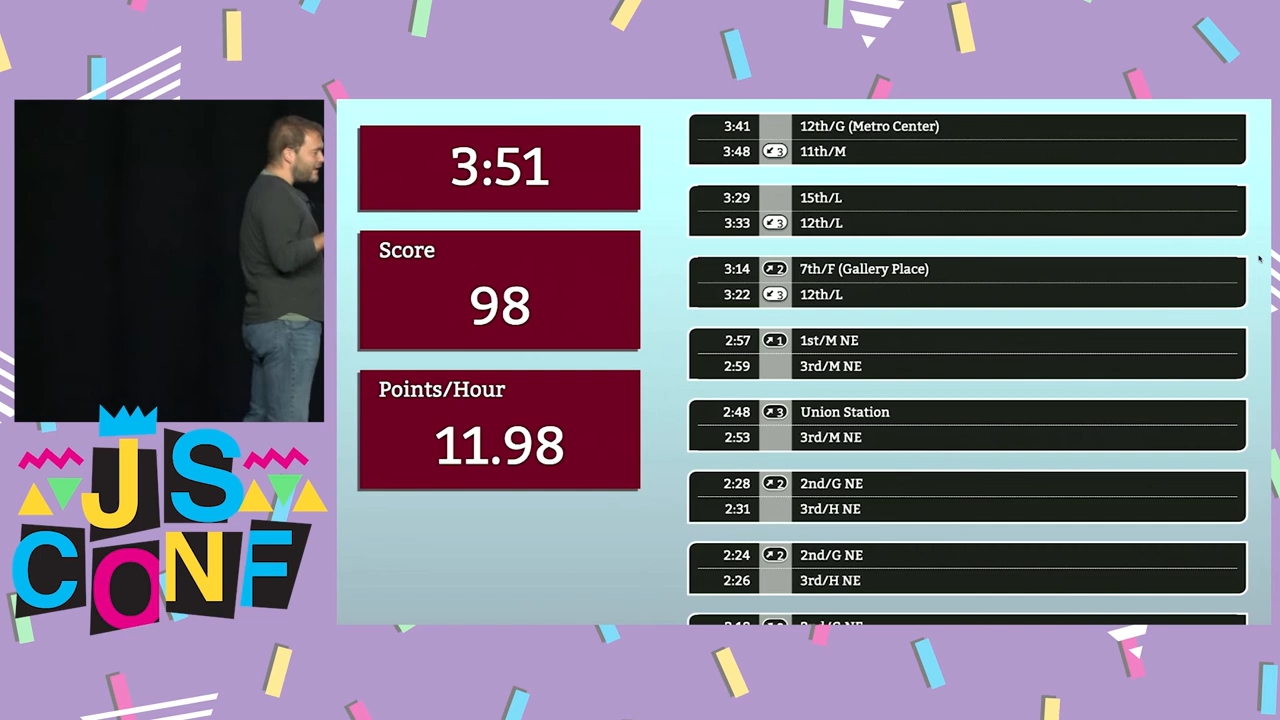 3:51
Score
98
Points/Hour
11.98
3:41 12th/G (Metro Center)
3:48 3 11th/M
3:29 15th/L
3:33 3 12th/L
3:14 2 7th/F (Gallery Place)
3:22 3 12th/L
2:57 1 1st/M NE
2:59 3rd/M NE
2:48 3 Union Station
2:53 3rd/M NE
2:28 2 2nd/G NE
2:31 3rd/H NE
2:24 2 2nd/G NE
2:26 3rd/H NE
JS
CONF